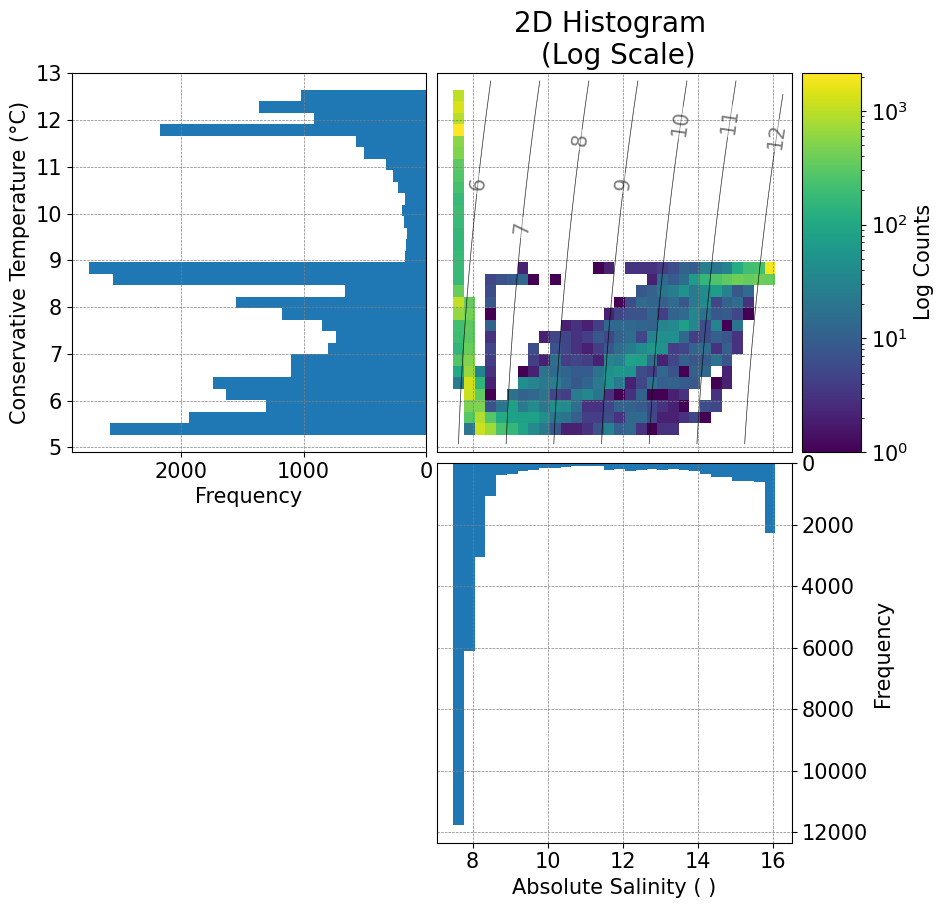 2D Histogram
(Log Scale)
13
12
11
10
9
8
7
6
5
Conservative Temperature (°C)
2000 1000 0
Frequency
6 7 8 9 10 11 12
10³
10²
10¹
10⁰
Log Counts
0
2000
4000
6000
8000
10000
12000
Frequency
8 10 12 14 16
Absolute Salinity ( )